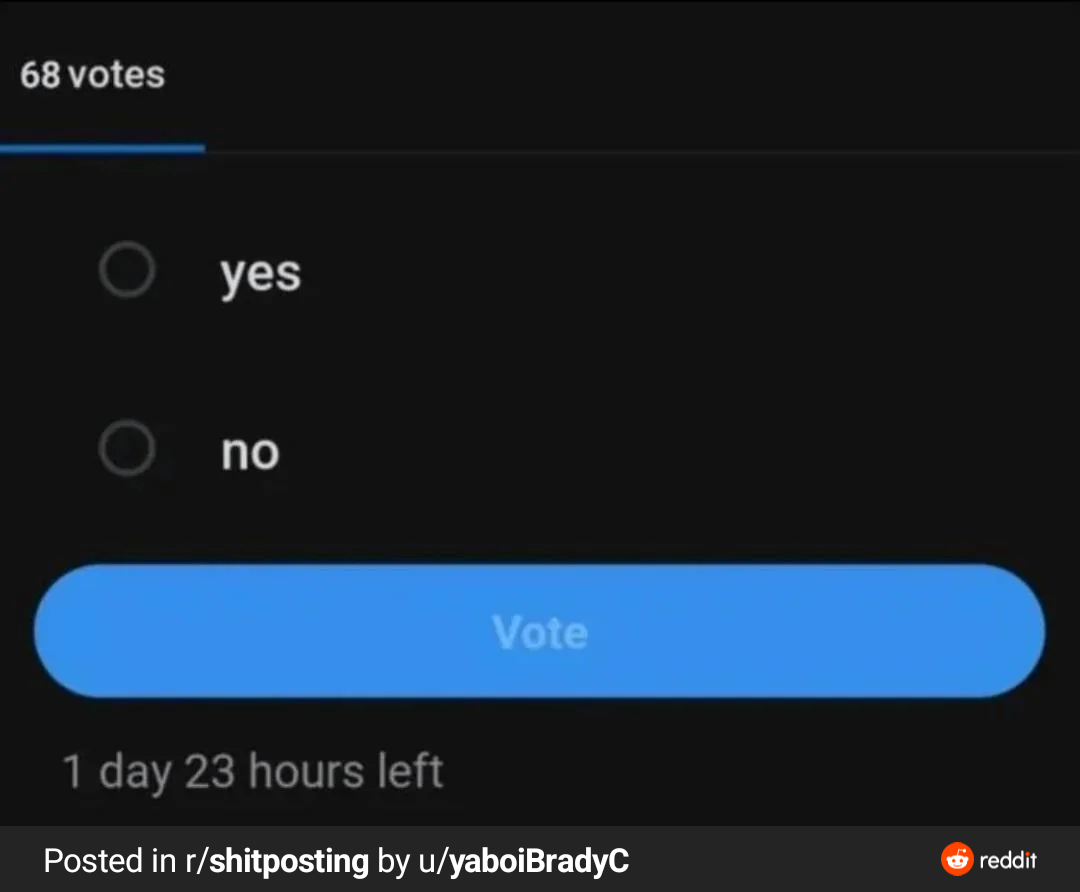 68 votes
yes
no
Vote
1 day 23 hours left
Posted in r/shitposting by u/yaboiBradyC
reddit